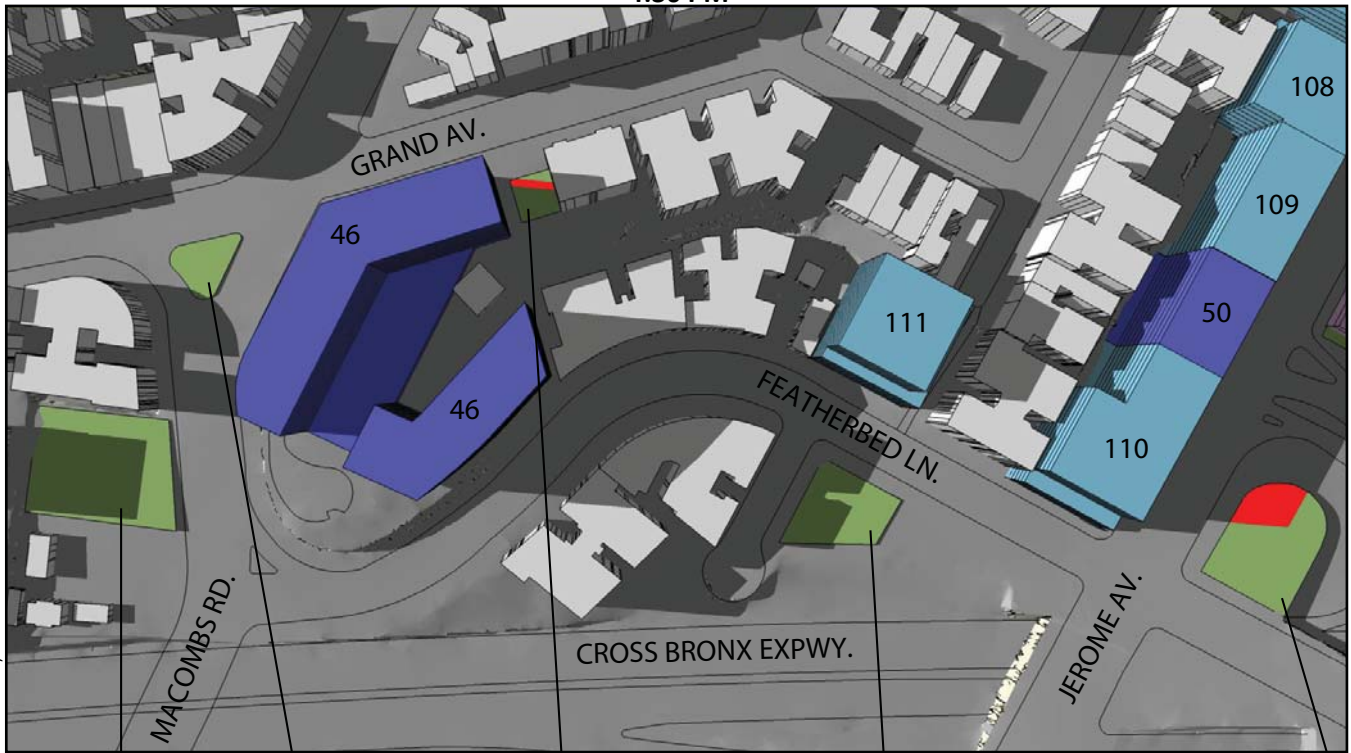 GRAND AV.
46
108
109
50
111
46
110
FEATHERBED LN.
MACOMBS RD.
CROSS BRONX EXPWY.
JEROME AV.